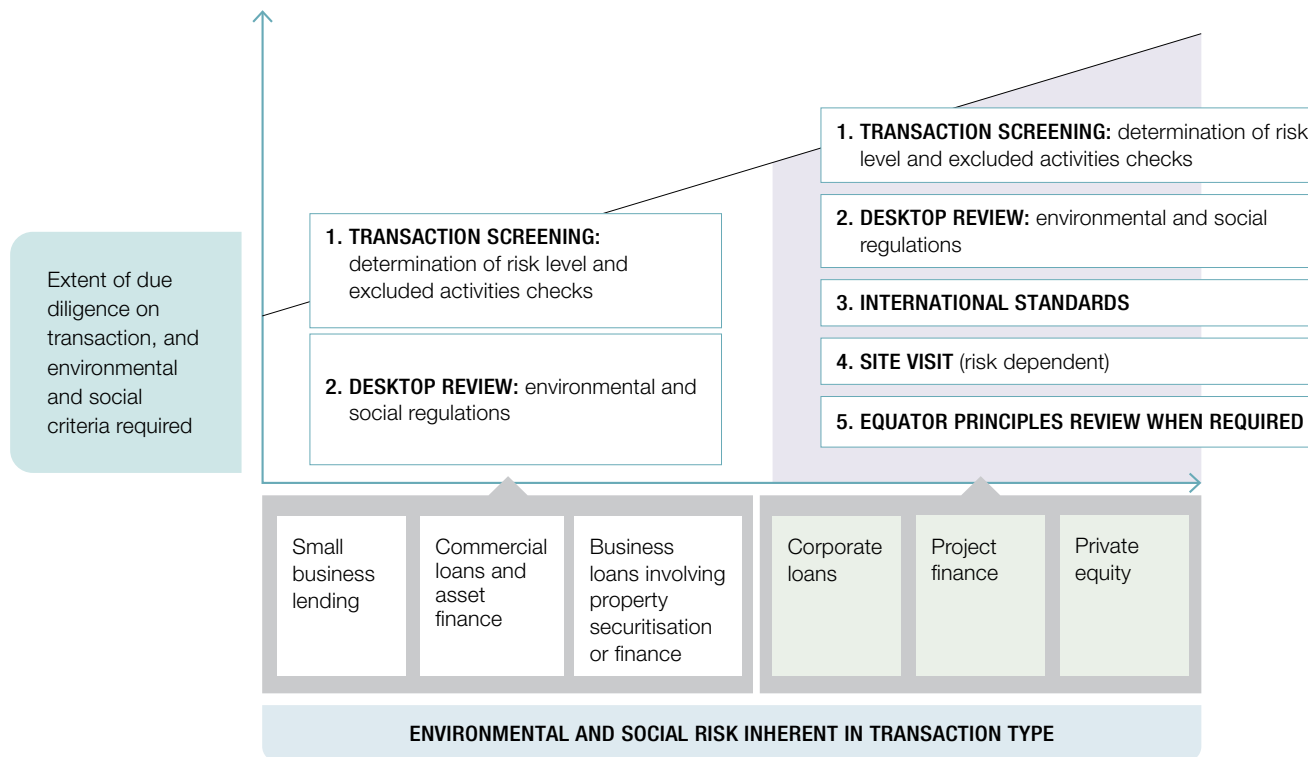 Extent of due
diligence on
transaction, and
environmental
and social
criteria required
1. TRANSACTION SCREENING:
determination of risk level and
excluded activities checks
2. DESKTOP REVIEW: environmental and
social regulations
1. TRANSACTION SCREENING: determination of risk
level and excluded activities checks
2. DESKTOP REVIEW: environmental and social
regulations
3. INTERNATIONAL STANDARDS
4. SITE VISIT (risk dependent)
5. EQUATOR PRINCIPLES REVIEW WHEN REQUIRED
Small
business
lending
Commercial
loans and
asset
finance
Business
loans involving
property
securitisation
or finance
Corporate
loans
Project
finance
Private
equity
ENVIRONMENTAL AND SOCIAL RISK INHERENT IN TRANSACTION TYPE